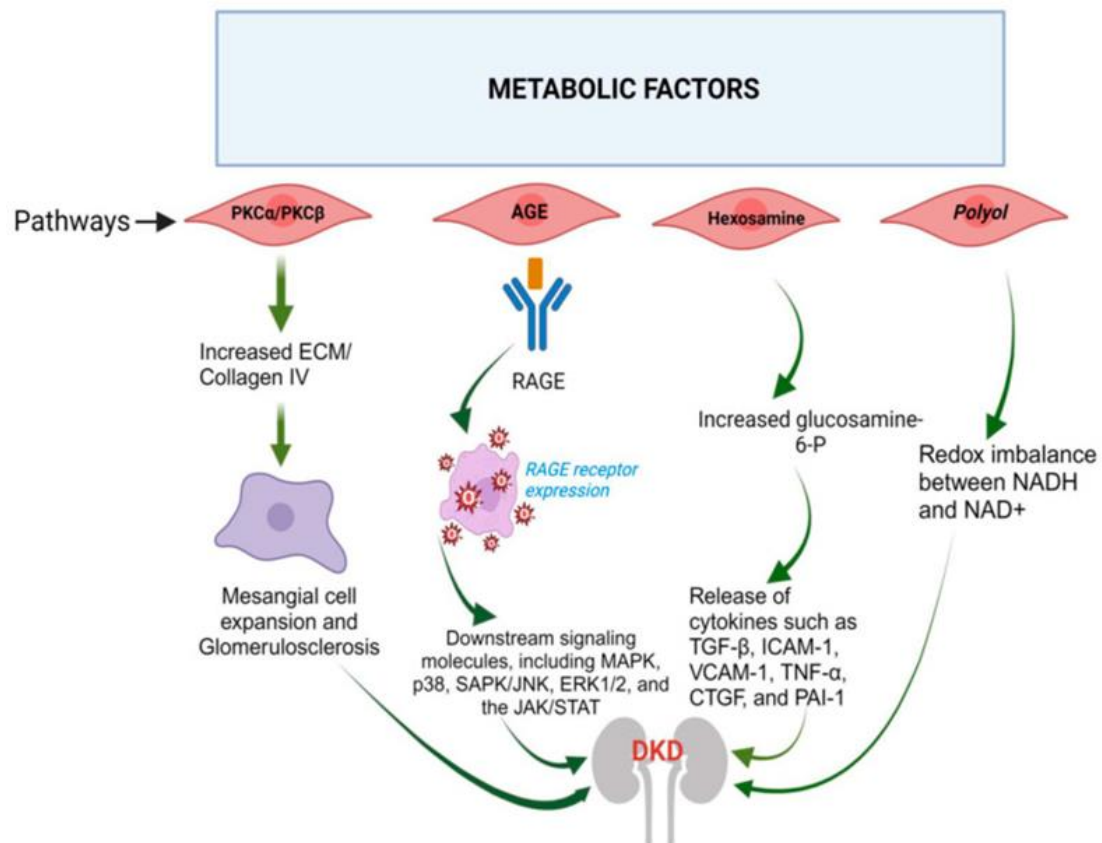 METABOLIC FACTORS
Pathways
PKCα/PKCβ
AGE
Hexosamine
Polyol
Increased ECM/
Collagen IV
RAGE
Increased glucosamine-
6-P
Redox imbalance
between NADH
and NAD+
RAGE receptor
expression
Mesangial cell
expansion and
Glomerulosclerosis
Downstream signaling
molecules, including MAPK,
p38, SAPK/JNK, ERK1/2, and
the JAK/STAT
Release of
cytokines such as
TGF-β, ICAM-1,
VCAM-1, TNF-α,
CTGF, and PAI-1
DKD